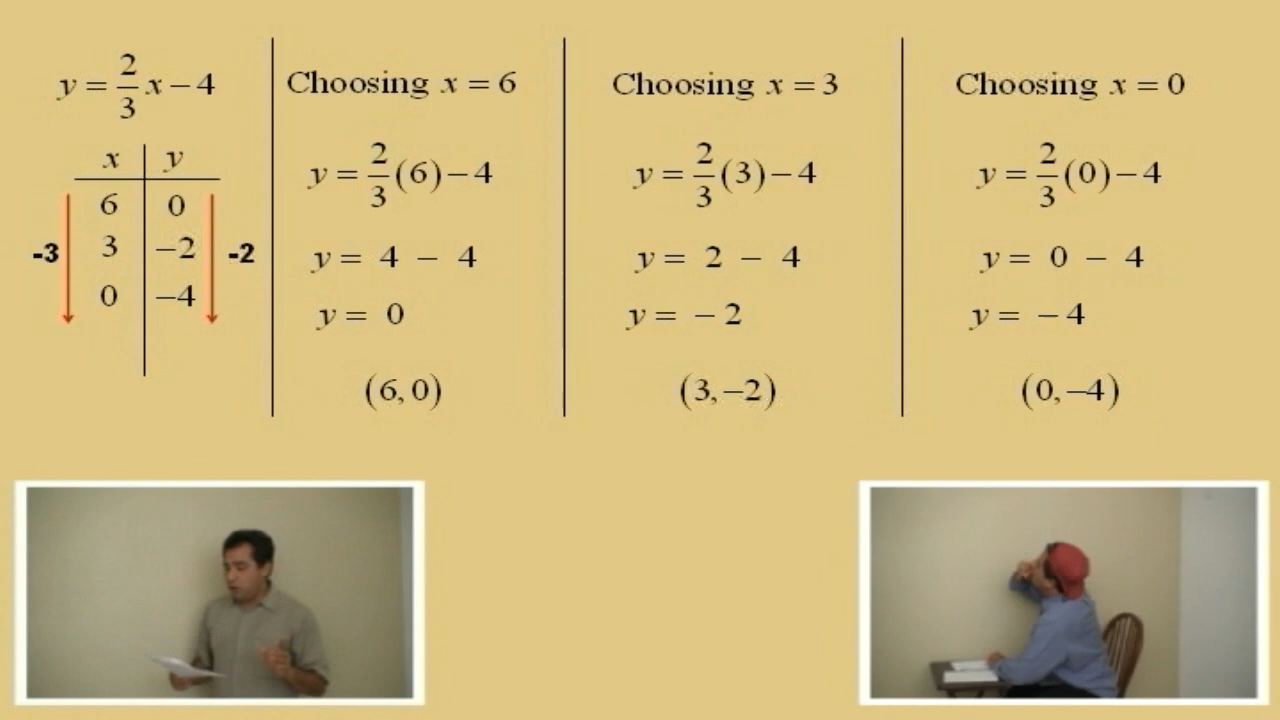 y = 2/3 x − 4
x y
6 0
3 −2
0 −4
-3
-2
Choosing x = 6
y = 2/3 (6) − 4
y = 4 − 4
y = 0
(6, 0)
Choosing x = 3
y = 2/3 (3) − 4
y = 2 − 4
y = − 2
(3, −2)
Choosing x = 0
y = 2/3 (0) − 4
y = 0 − 4
y = − 4
(0, −4)